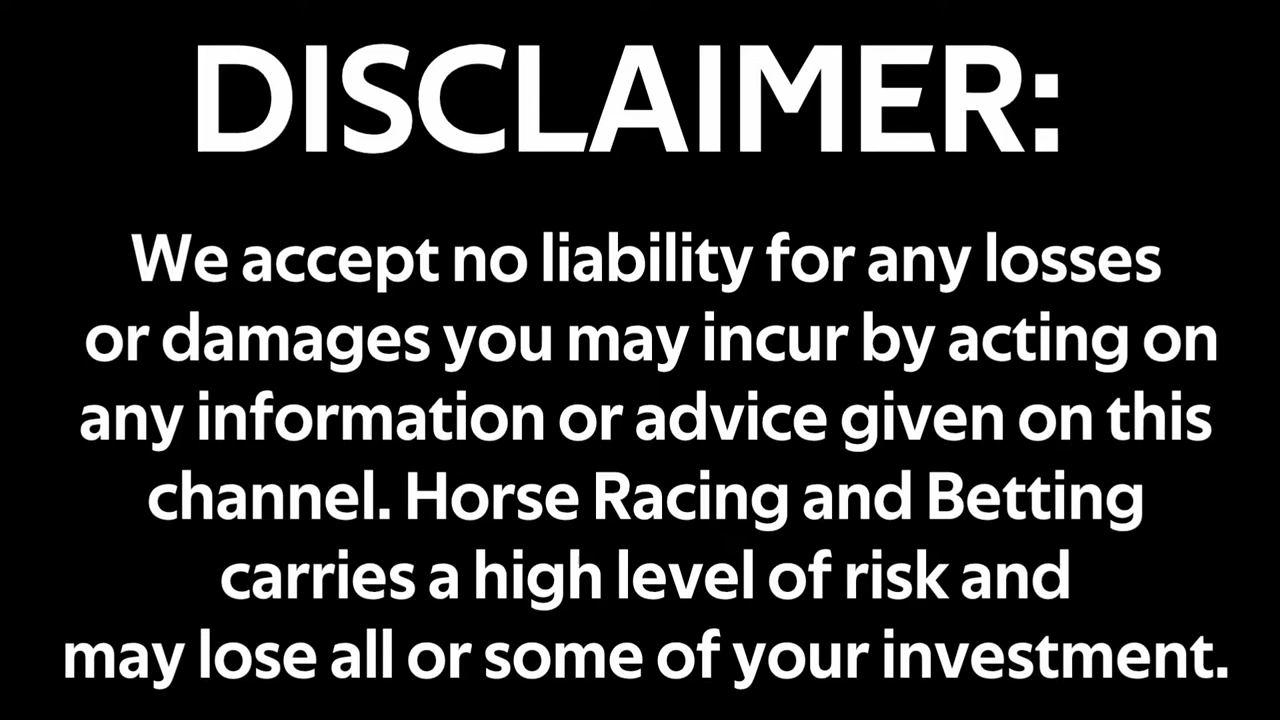 DISCLAIMER:
We accept no liability for any losses
or damages you may incur by acting on
any information or advice given on this
channel. Horse Racing and Betting
carries a high level of risk and
may lose all or some of your investment.